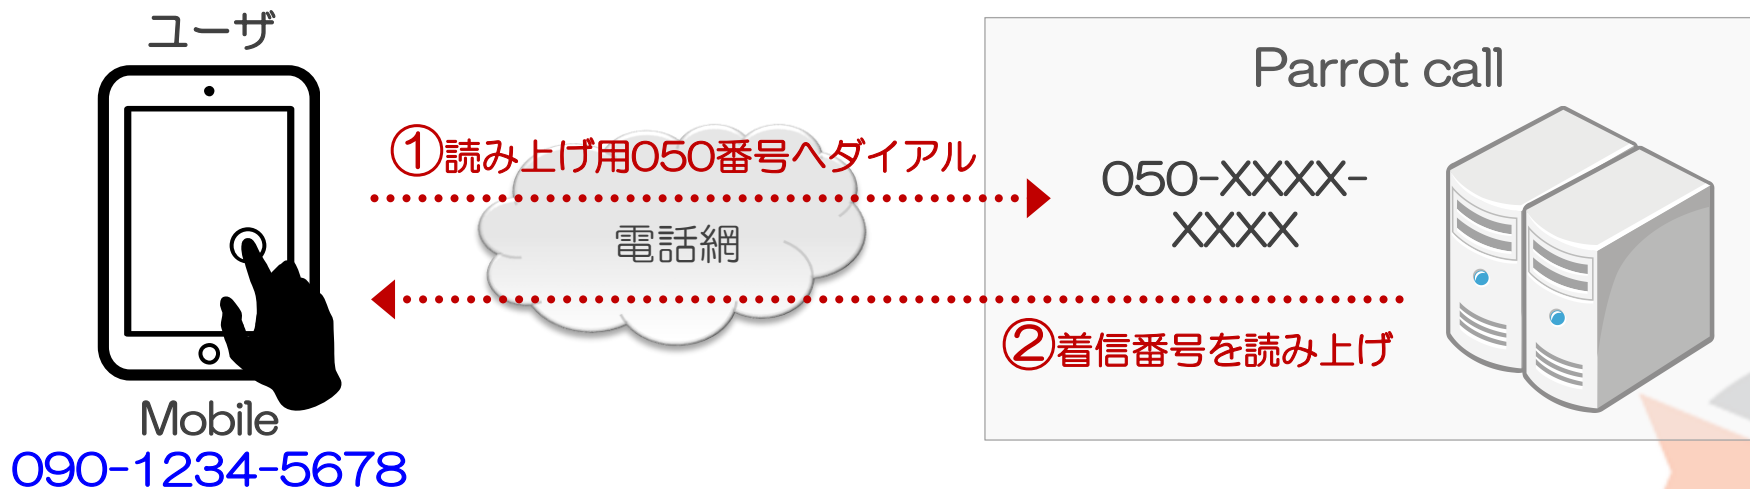 ユーザ
Parrot call
①読み上げ用050番号へダイアル
050-XXXX-
XXXX
電話網
②着信番号を読み上げ
Mobile
090-1234-5678